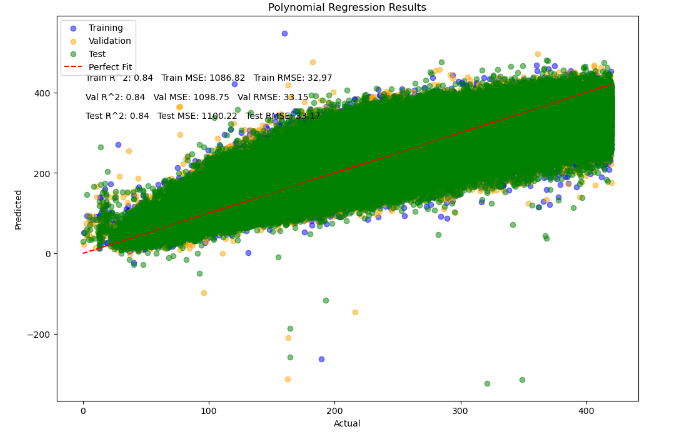 Polynomial Regression Results
Training
Validation
Test
Perfect Fit
Train R^2: 0.84 Train MSE: 1086.82 Train RMSE: 32.97
Val R^2: 0.84 Val MSE: 1098.75 Val RMSE: 33.15
Test R^2: 0.84 Test MSE: 1100.22 Test RMSE: 33.17
400
200
0
−200
Predicted
0 100 200 300 400
Actual